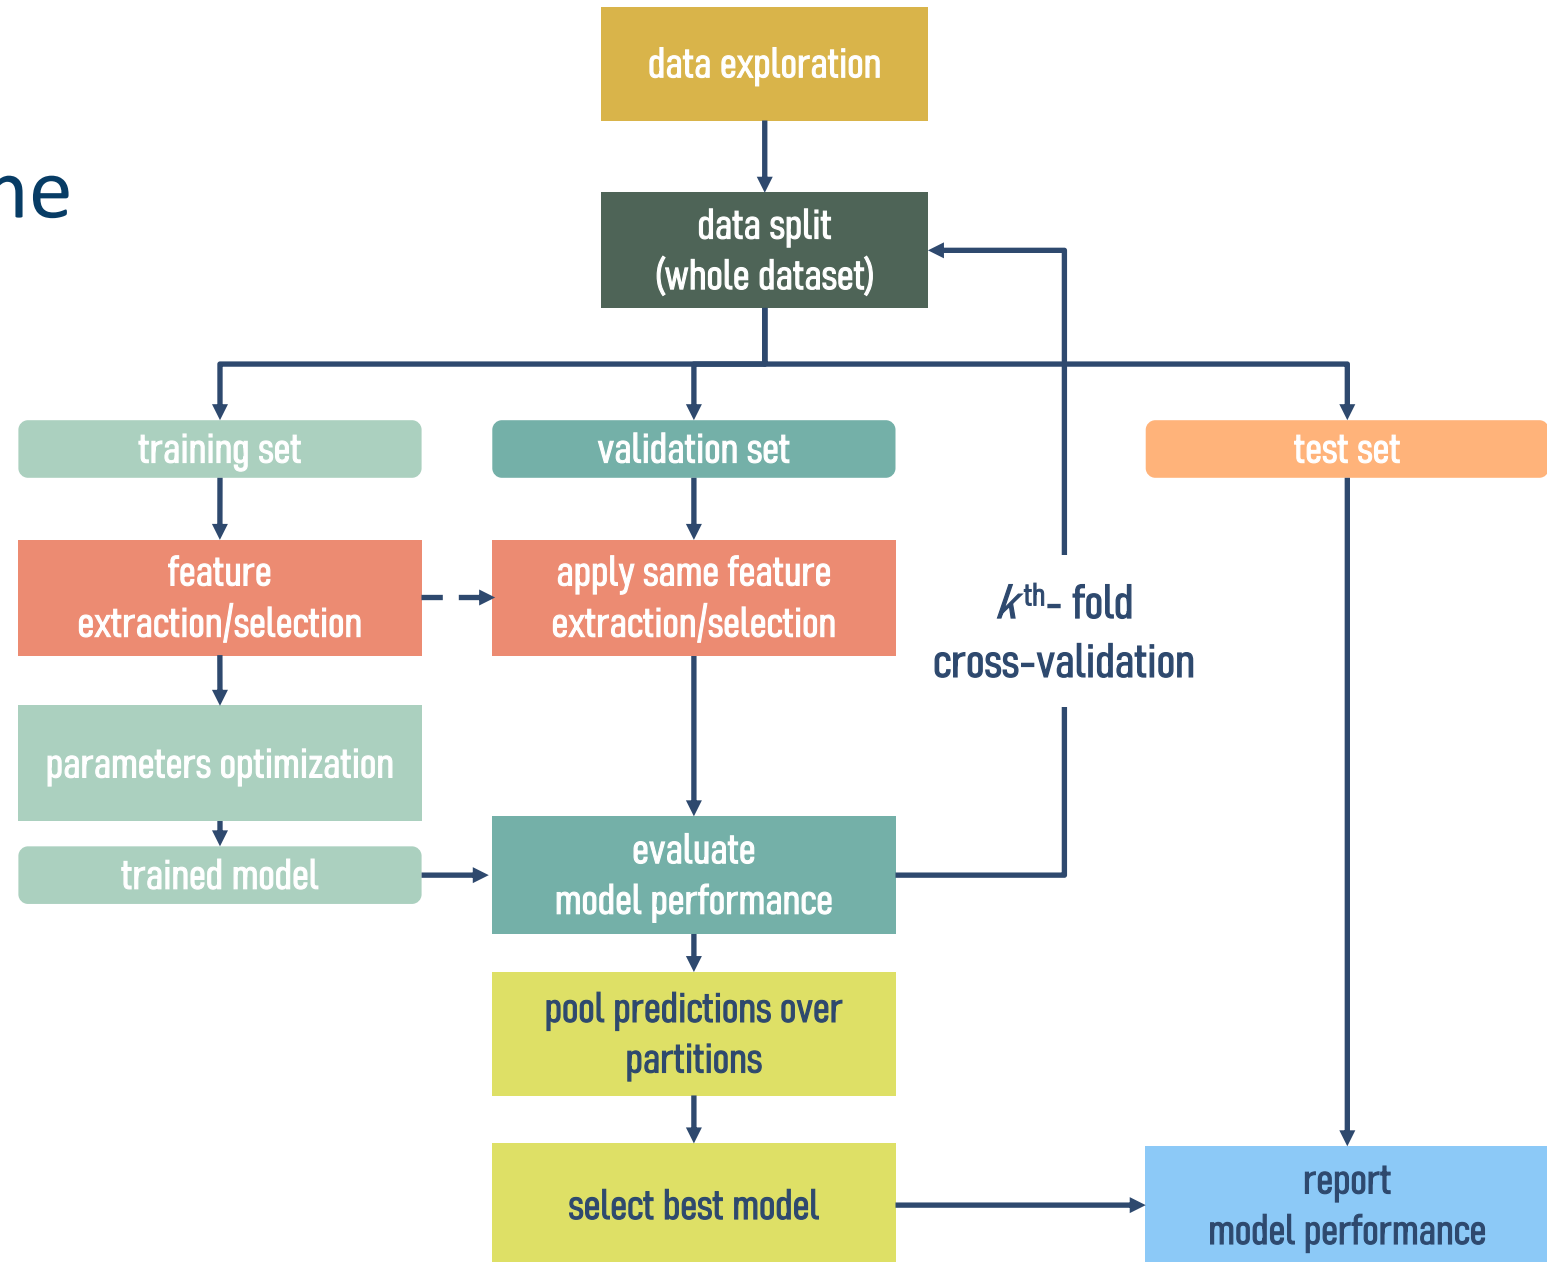 data exploration
ne
data split
(whole dataset)
training set
validation set
test set
feature
extraction/selection
apply same feature
extraction/selection
kth- fold
cross-validation
parameters optimization
trained model
evaluate
model performance
pool predictions over
partitions
select best model
report
model performance